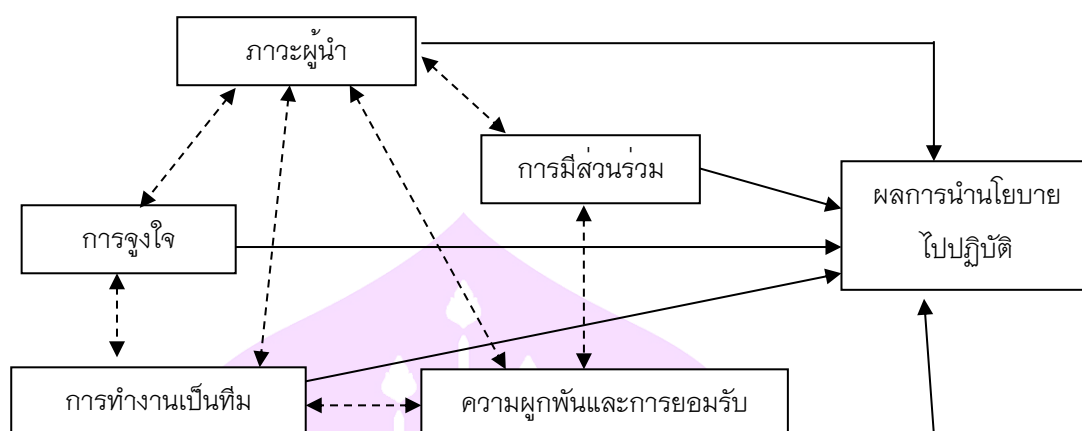 ภาวะผู้นำ
การมีส่วนร่วม
ผลการนำนโยบาย
ไปปฏิบัติ
การจูงใจ
การทำงานเป็นทีม
ความผูกพันและการยอมรับ